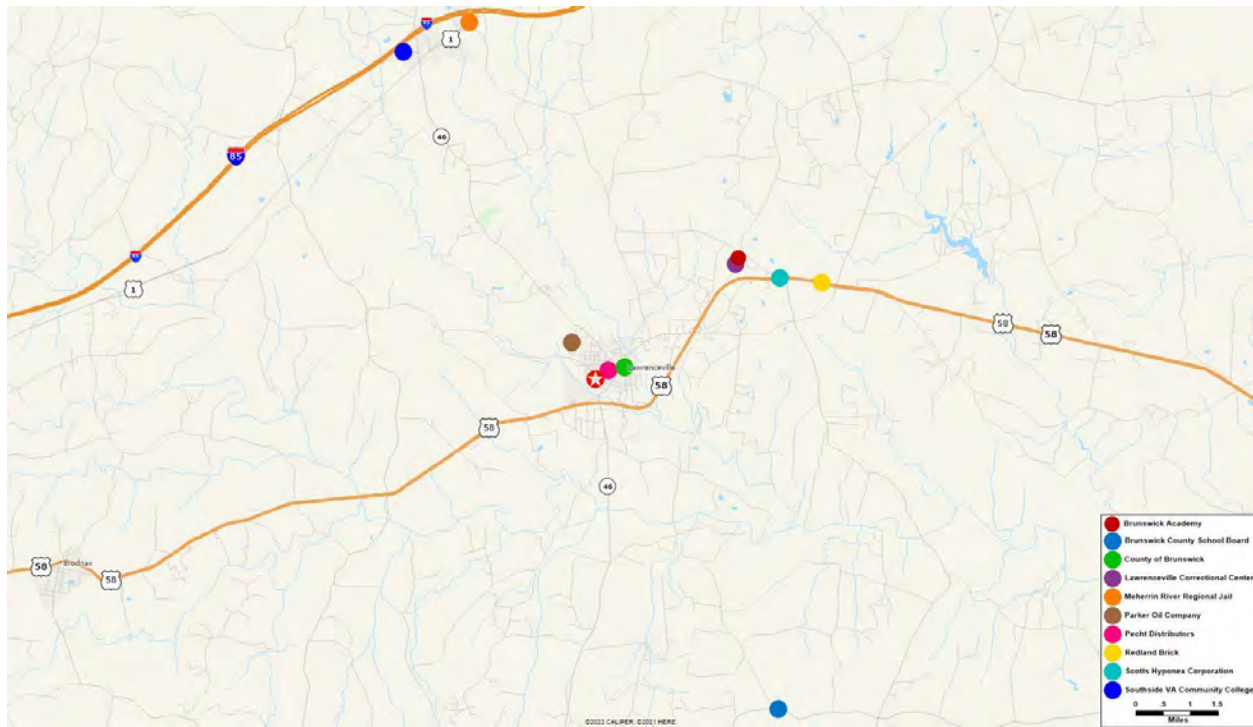 85
1
46
85
85
1
58
58
Lawrenceville
58
58
46
58
Brodnax
58
Brunswick Academy
Brunswick County School Board
County of Brunswick
Lawrenceville Correctional Center
Meherrin River Regional Jail
Parker Oil Company
Pecht Distributors
Redland Brick
Scotts Hyponex Corporation
Southside VA Community College
0 .5 1 1.5
Miles
©2022 CALIPER; ©2021 HERE